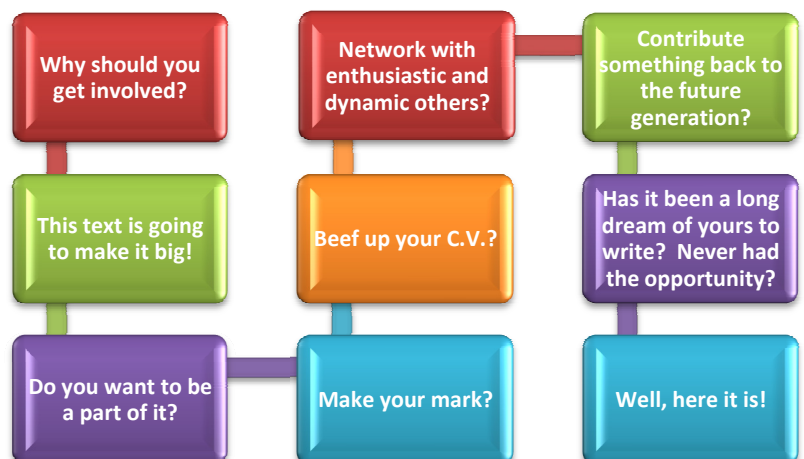 Why should you
get involved?
This text is going
to make it big!
Do you want to be
a part of it?
Make your mark?
Beef up your C.V.?
Network with
enthusiastic and
dynamic others?
Contribute
something back to
the future
generation?
Has it been a long
dream of yours to
write?  Never had
the opportunity?
Well, here it is!